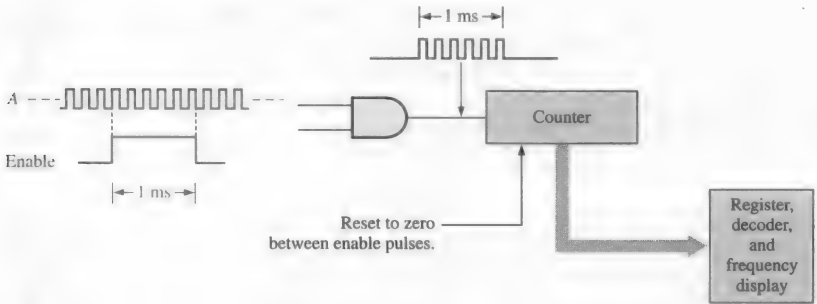 1 ms
A
Enable
1 ms
Counter
Reset to zero
between enable pulses.
Register,
decoder,
and
frequency
display